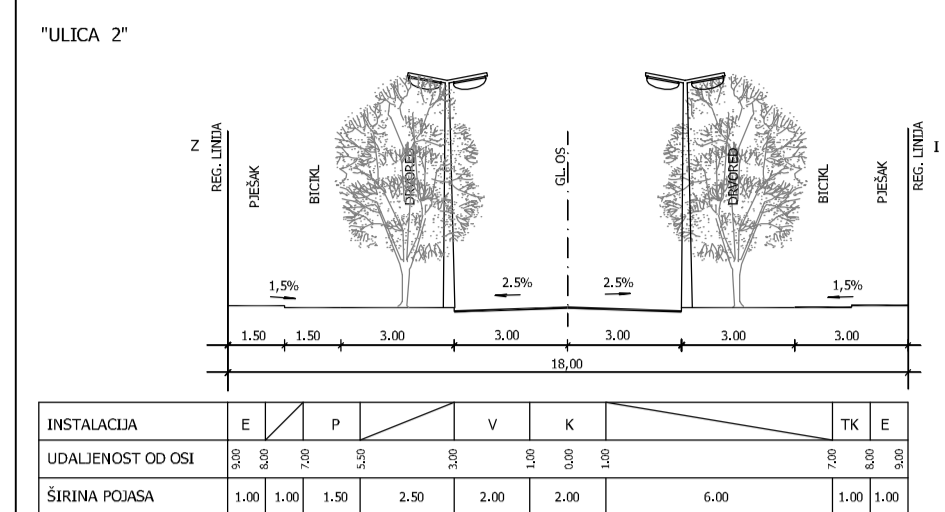 "ULICA 2"
Z
REG. LINIJA
PJEŠAK
BICIKL
DRVORED
GL. OS
DRVORED
BICIKL
PJEŠAK
REG. LINIJA
I
1,5%
2.5%
2.5%
1,5%
1.50 1.50 3.00 3.00 3.00 3.00 3.00
18,00
INSTALACIJA E P V K TK E
UDALJENOST OD OSI 9.00 8.00 7.00 5.50 3.00 1.00 0.00 1.00 7.00 8.00 9.00
ŠIRINA POJASA 1.00 1.00 1.50 2.50 2.00 2.00 6.00 1.00 1.00